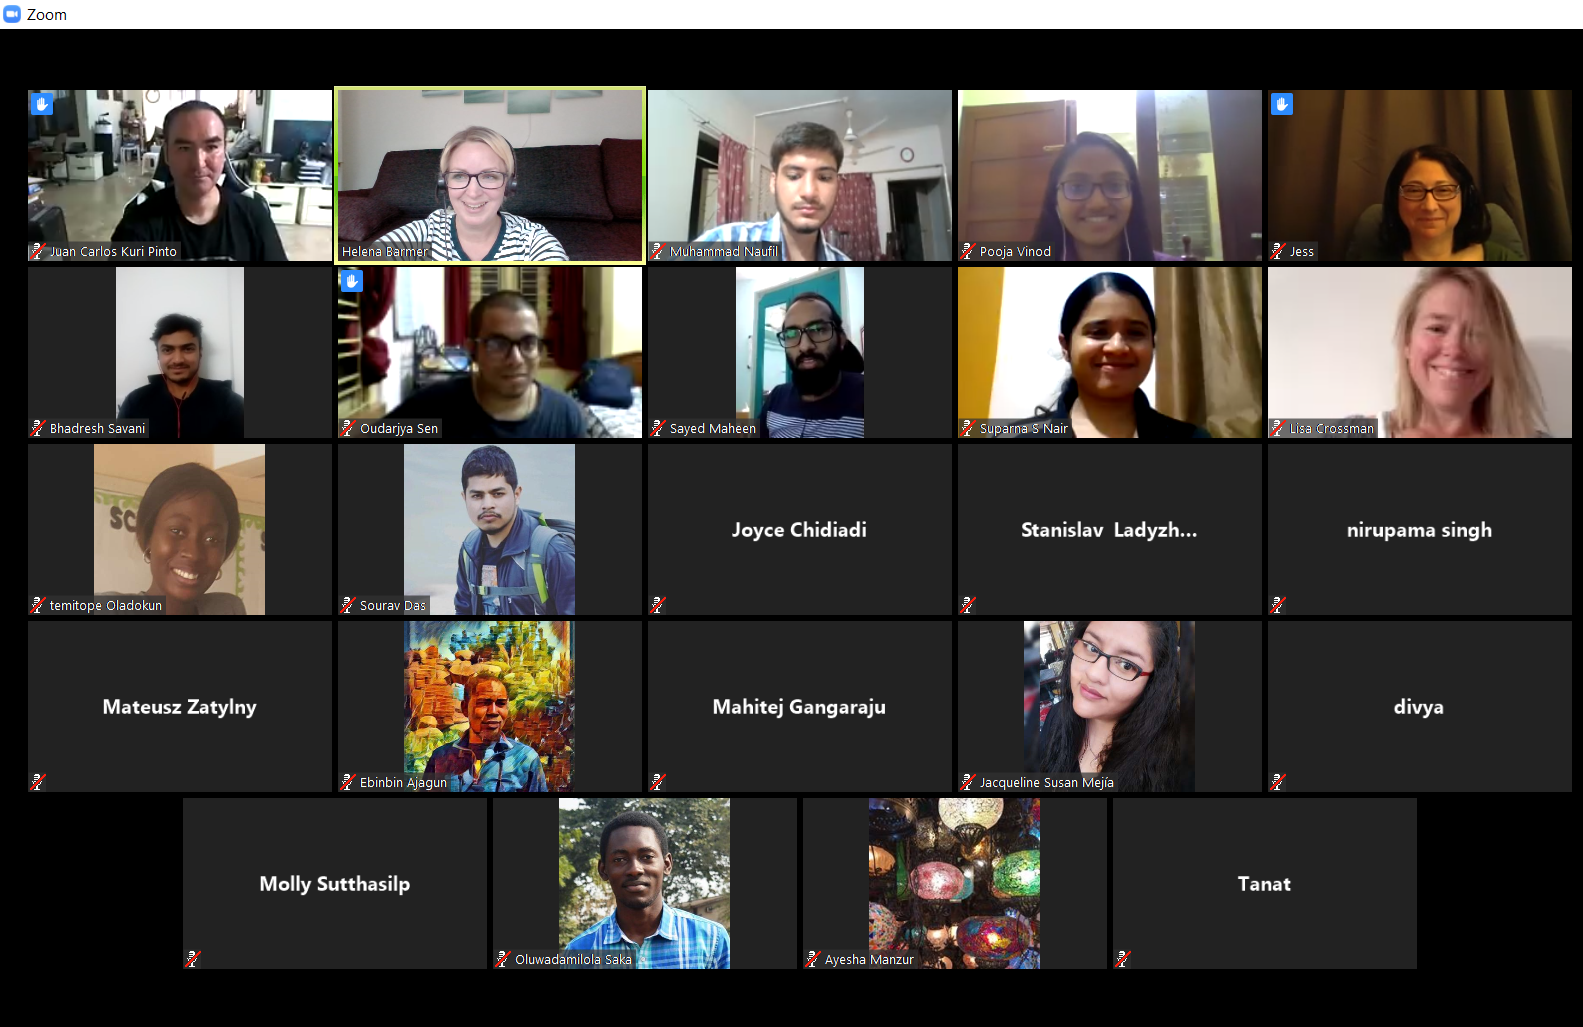 Zoom
Juan Carlos Kuri Pinto
Helena Barmer
Muhammad Naufil
Pooja Vinod
Jess
Bhadresh Savani
Oudarjya Sen
Sayed Maheen
Suparna S Nair
Lisa Crossman
SC
temitope Oladokun
Sourav Das
Joyce Chidiadi
Stanislav Ladyzh...
nirupama singh
Mateusz Zatylny
Ebinbin Ajagun
Mahitej Gangaraju
Jacqueline Susan Mejía
divya
Molly Sutthasilp
Oluwadamilola Saka
Ayesha Manzur
Tanat